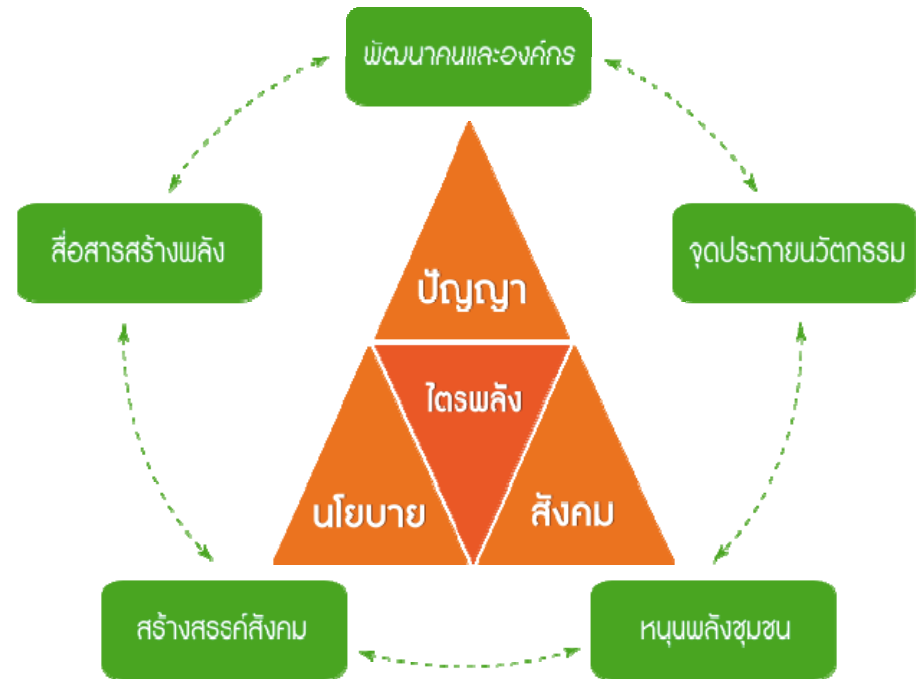 พัฒนาคนและองค์กร
สื่อสารสร้างพลัง
จุดประกายนวัตกรรม
ปัญญา
ไตรพลัง
นโยบาย
สังคม
สร้างสรรค์สังคม
หนุนพลังชุมชน